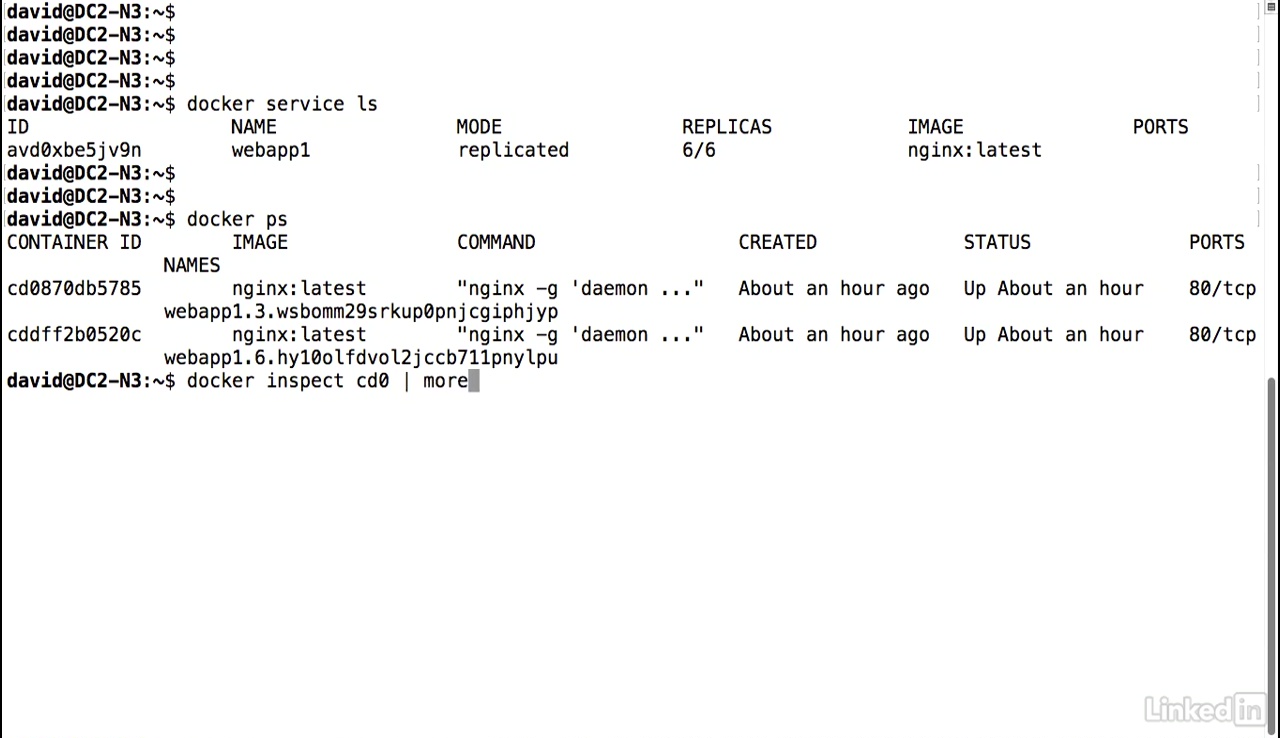 david@DC2-N3:~$
david@DC2-N3:~$
david@DC2-N3:~$
david@DC2-N3:~$
david@DC2-N3:~$ docker service ls
ID NAME MODE REPLICAS IMAGE PORTS
avd0xbe5jv9n webapp1 replicated 6/6 nginx:latest
david@DC2-N3:~$
david@DC2-N3:~$
david@DC2-N3:~$ docker ps
CONTAINER ID IMAGE COMMAND CREATED STATUS PORTS
NAMES
cd0870db5785 nginx:latest "nginx -g 'daemon ..." About an hour ago Up About an hour 80/tcp
webapp1.3.wsbomm29srkup0pnjcgiphjyp
cddff2b0520c nginx:latest "nginx -g 'daemon ..." About an hour ago Up About an hour 80/tcp
webapp1.6.hy10olfdvol2jccb711pnylpu
david@DC2-N3:~$ docker inspect cd0 | more
Linked in